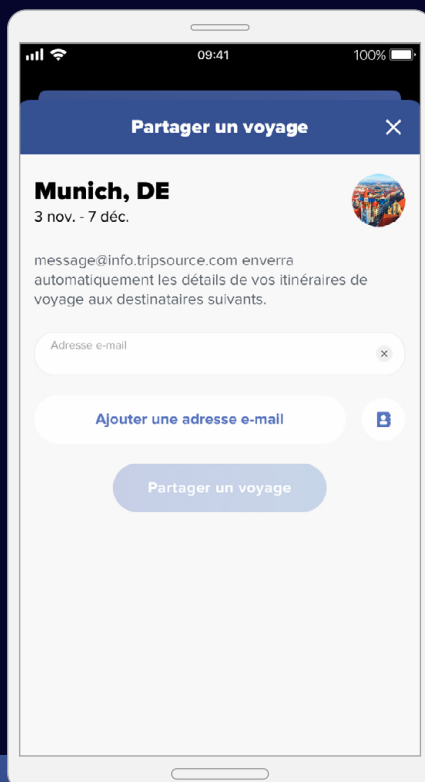 09:41
100%
Partager un voyage
Munich, DE
3 nov. - 7 déc.
message@info.tripsource.com enverra
automatiquement les détails de vos itinéraires de
voyage aux destinataires suivants.
Adresse e-mail
Ajouter une adresse e-mail
Partager un voyage